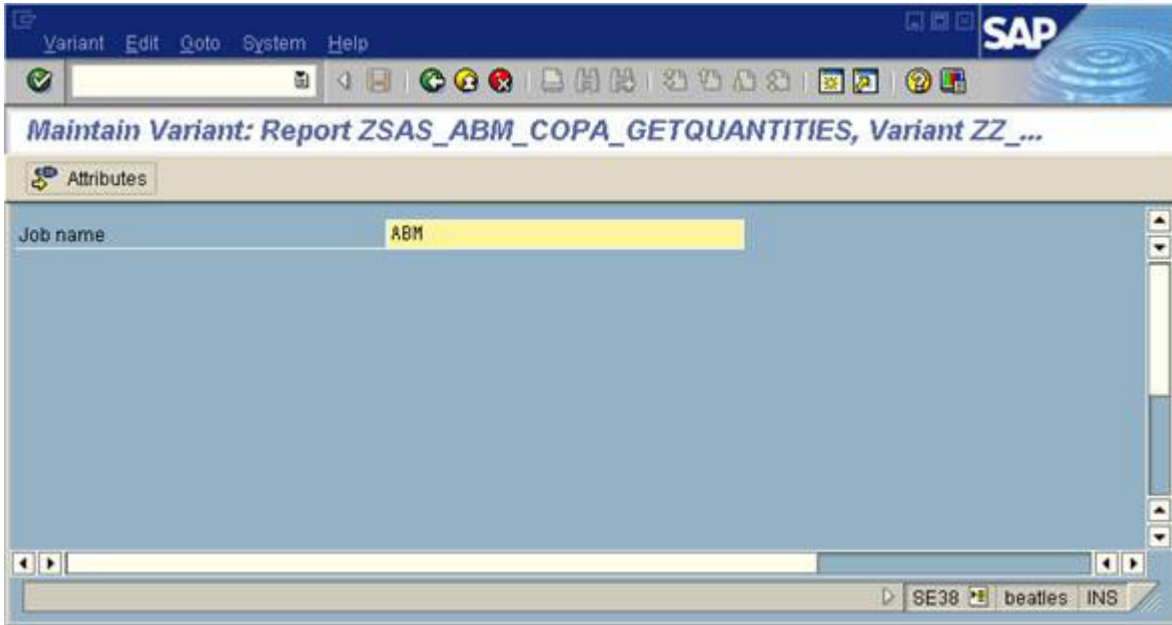 Variant Edit Goto System Help
SAP
Maintain Variant: Report ZSAS_ABM_COPA_GETQUANTITIES, Variant ZZ_...
Attributes
Job name ABM
SE38 beatles INS